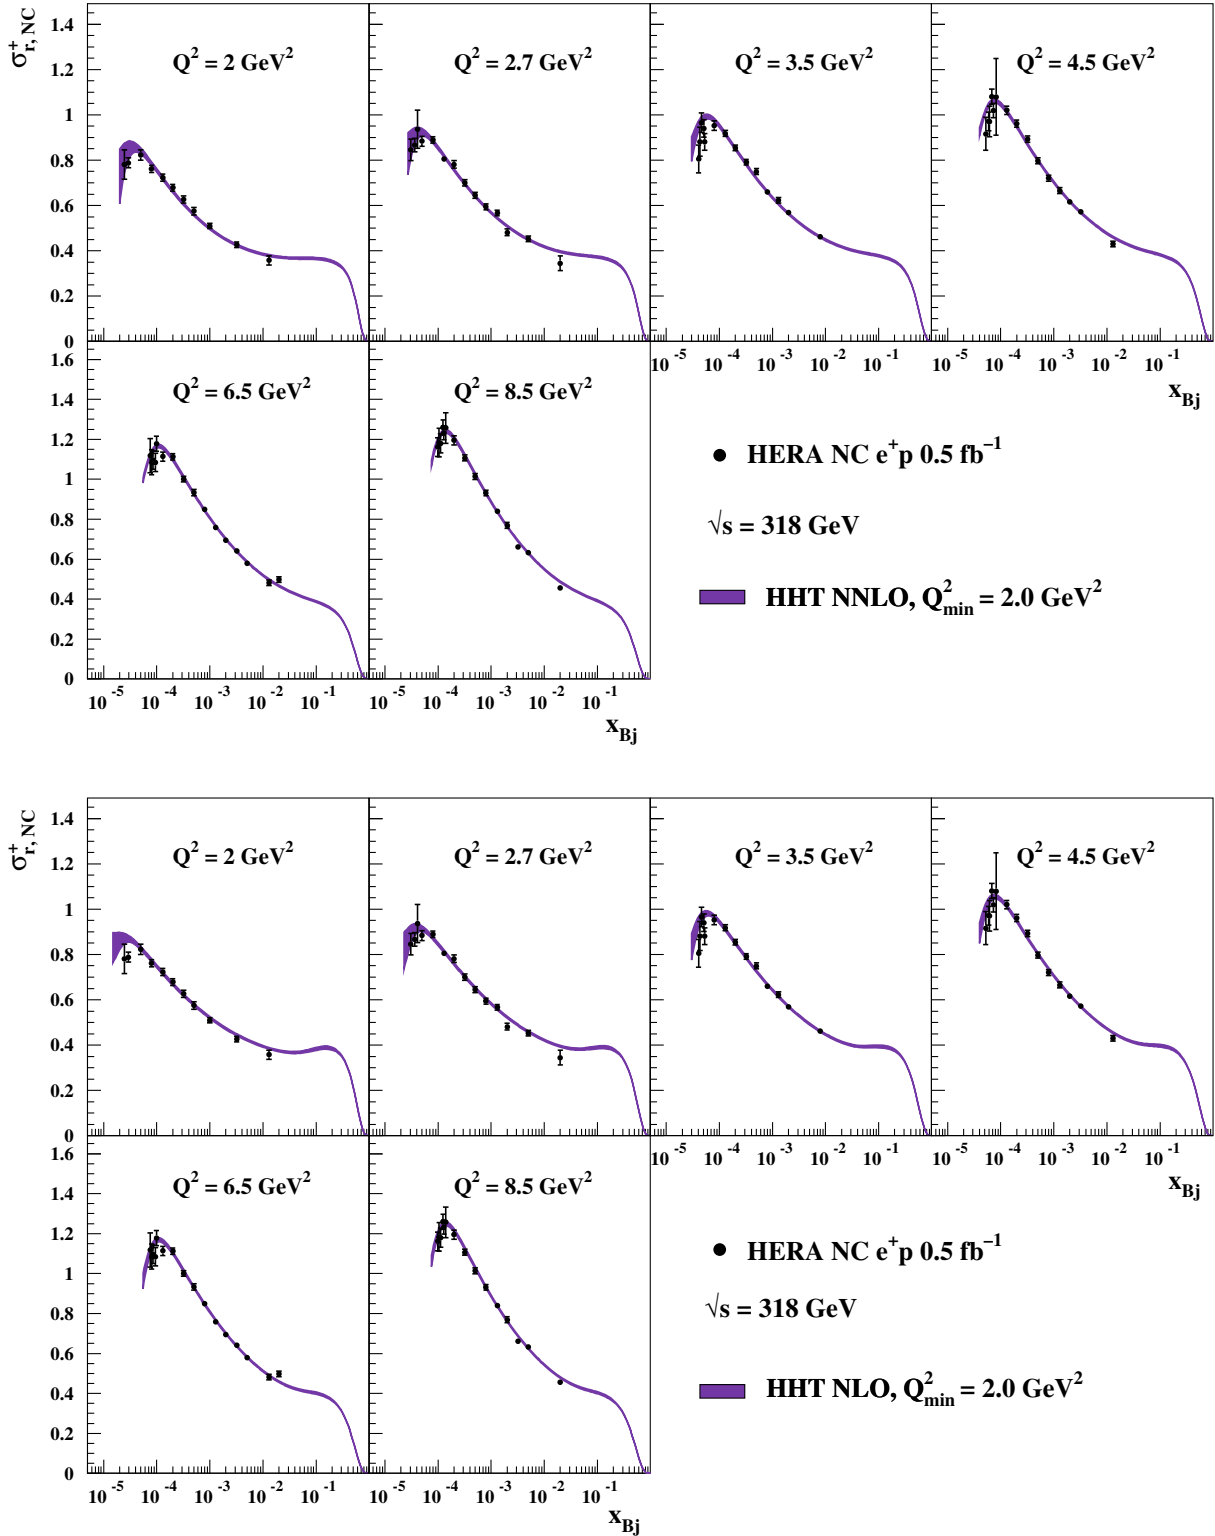 σ⁺r, NC
1.4
1.2
1
0.8
0.6
0.4
0.2
0
Q² = 2 GeV²
Q² = 2.7 GeV²
Q² = 3.5 GeV²
Q² = 4.5 GeV²
10⁻⁵ 10⁻⁴ 10⁻³ 10⁻² 10⁻¹
10⁻⁵ 10⁻⁴ 10⁻³ 10⁻² 10⁻¹
xBj
1.6
1.4
1.2
1
0.8
0.6
0.4
0.2
0
Q² = 6.5 GeV²
Q² = 8.5 GeV²
10⁻⁵ 10⁻⁴ 10⁻³ 10⁻² 10⁻¹
10⁻⁵ 10⁻⁴ 10⁻³ 10⁻² 10⁻¹
xBj
HERA NC e⁺p 0.5 fb⁻¹
√s = 318 GeV
HHT NNLO, Q²min = 2.0 GeV²
σ⁺r, NC
1.4
1.2
1
0.8
0.6
0.4
0.2
0
Q² = 2 GeV²
Q² = 2.7 GeV²
Q² = 3.5 GeV²
Q² = 4.5 GeV²
10⁻⁵ 10⁻⁴ 10⁻³ 10⁻² 10⁻¹
10⁻⁵ 10⁻⁴ 10⁻³ 10⁻² 10⁻¹
xBj
1.6
1.4
1.2
1
0.8
0.6
0.4
0.2
0
Q² = 6.5 GeV²
Q² = 8.5 GeV²
10⁻⁵ 10⁻⁴ 10⁻³ 10⁻² 10⁻¹
10⁻⁵ 10⁻⁴ 10⁻³ 10⁻² 10⁻¹
xBj
HERA NC e⁺p 0.5 fb⁻¹
√s = 318 GeV
HHT NLO, Q²min = 2.0 GeV²